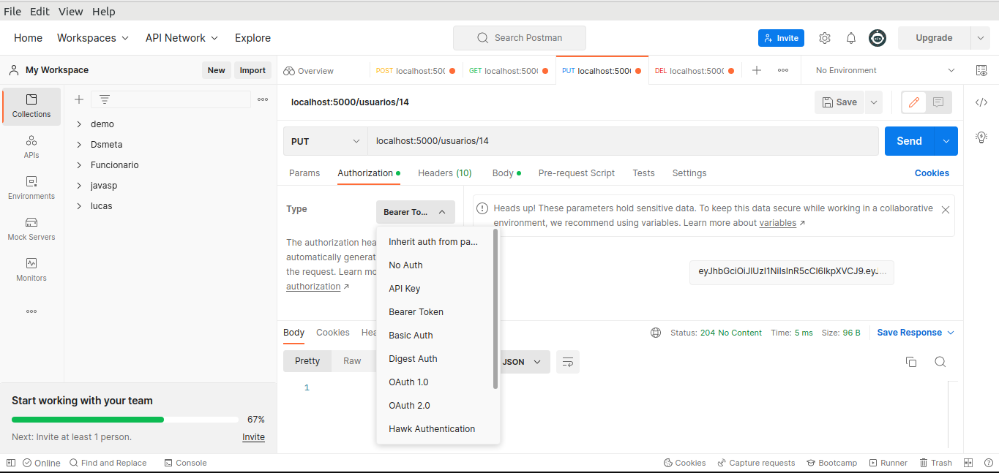 File Edit View Help
Home Workspaces API Network Explore Search Postman Invite Upgrade
My Workspace New Import Overview POST localhost:500 GET localhost:500 PUT localhost:500 DEL localhost:500 No Environment
Collections
APIs
Environments
Mock Servers
Monitors
demo
Dsmeta
Funcionario
javasp
lucas
localhost:5000/usuarios/14 Save
PUT localhost:5000/usuarios/14 Send
Params Authorization Headers (10) Body Pre-request Script Tests Settings Cookies
Type Bearer To...
Heads up! These parameters hold sensitive data. To keep this data secure while working in a collaborative
environment, we recommend using variables. Learn more about variables ↗
The authorization hea
automatically generat
the request. Learn mo
authorization ↗
Inherit auth from pa...
No Auth
API Key
Bearer Token
Basic Auth
Digest Auth
OAuth 1.0
OAuth 2.0
Hawk Authentication
eyJhbGciOiJIUzI1NiIsInR5cCI6IkpXVCJ9.eyJ...
Body Cookies Hea Status: 204 No Content Time: 5 ms Size: 96 B Save Response
Pretty Raw JSON
1
Start working with your team
67%
Next: Invite at least 1 person. Invite
Online Find and Replace Console Cookies Capture requests Bootcamp Runner Trash